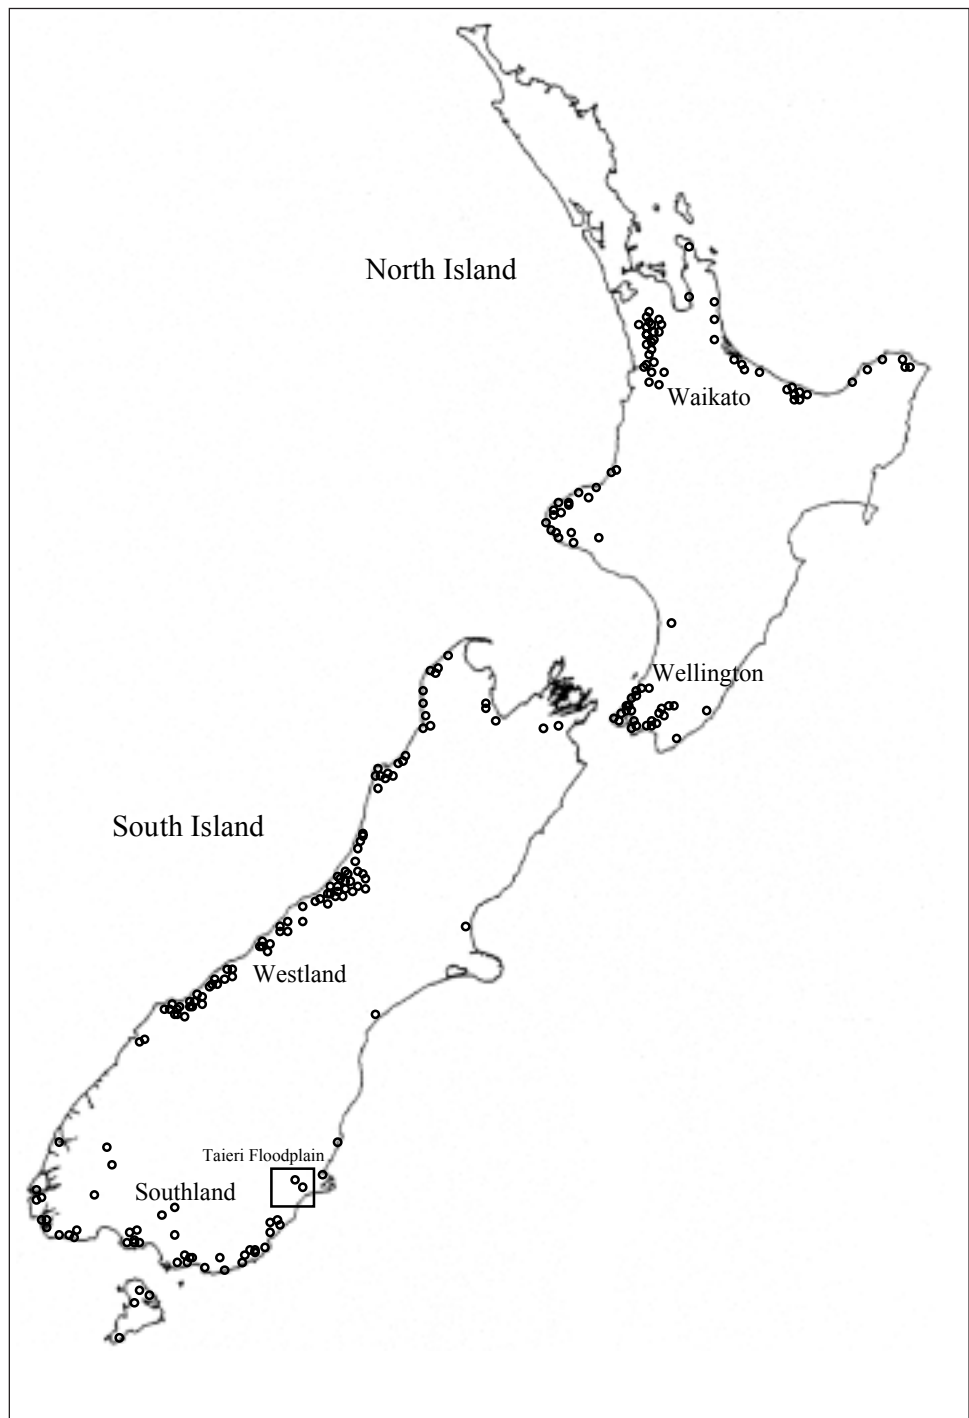 North Island
Waikato
Wellington
South Island
Westland
Taieri Floodplain
Southland